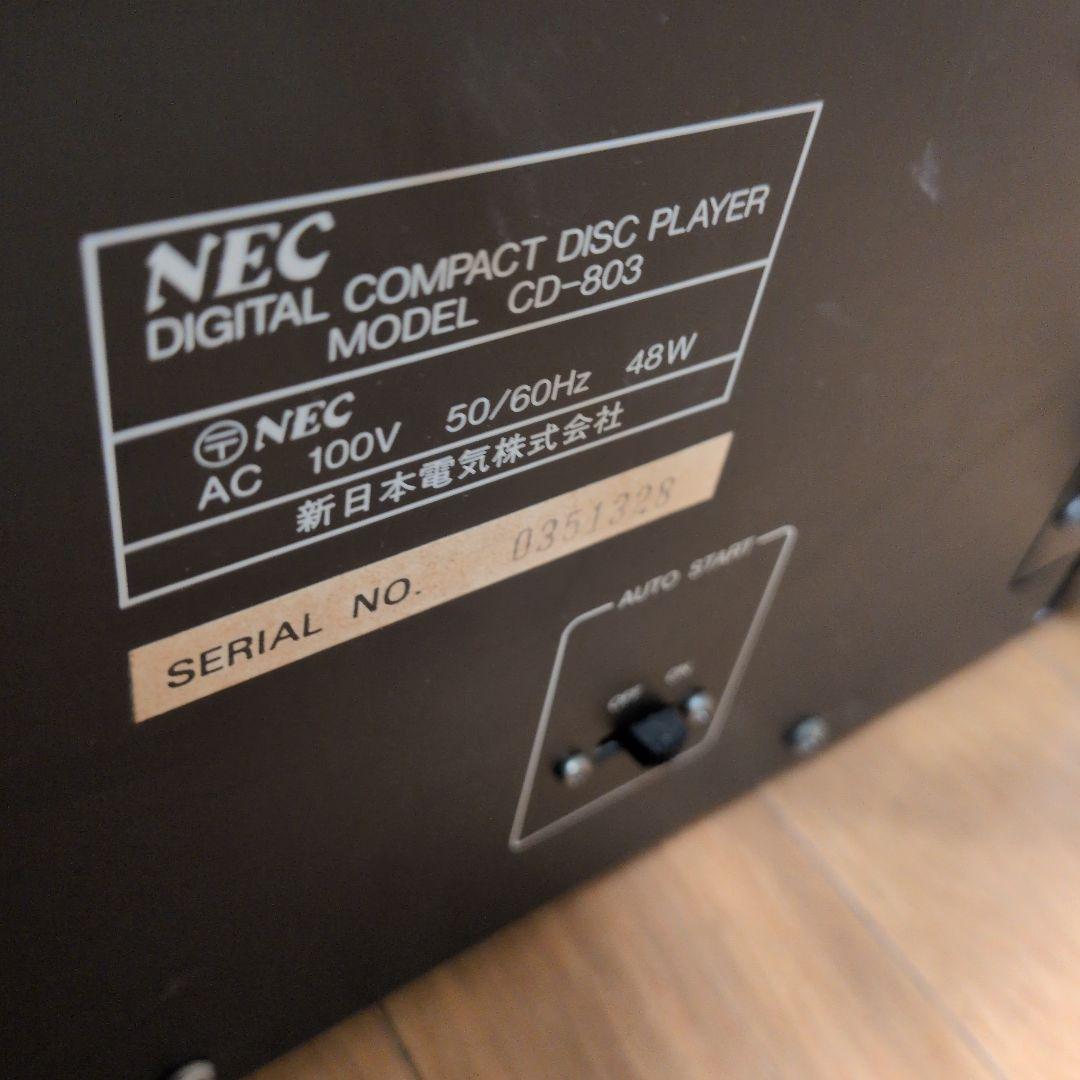 NEC
DIGITAL COMPACT DISC PLAYER
MODEL CD-803
〒NEC
AC 100V 50/60Hz 48W
新日本電気株式会社
SERIAL NO. 0351328
AUTO START
OFF ON